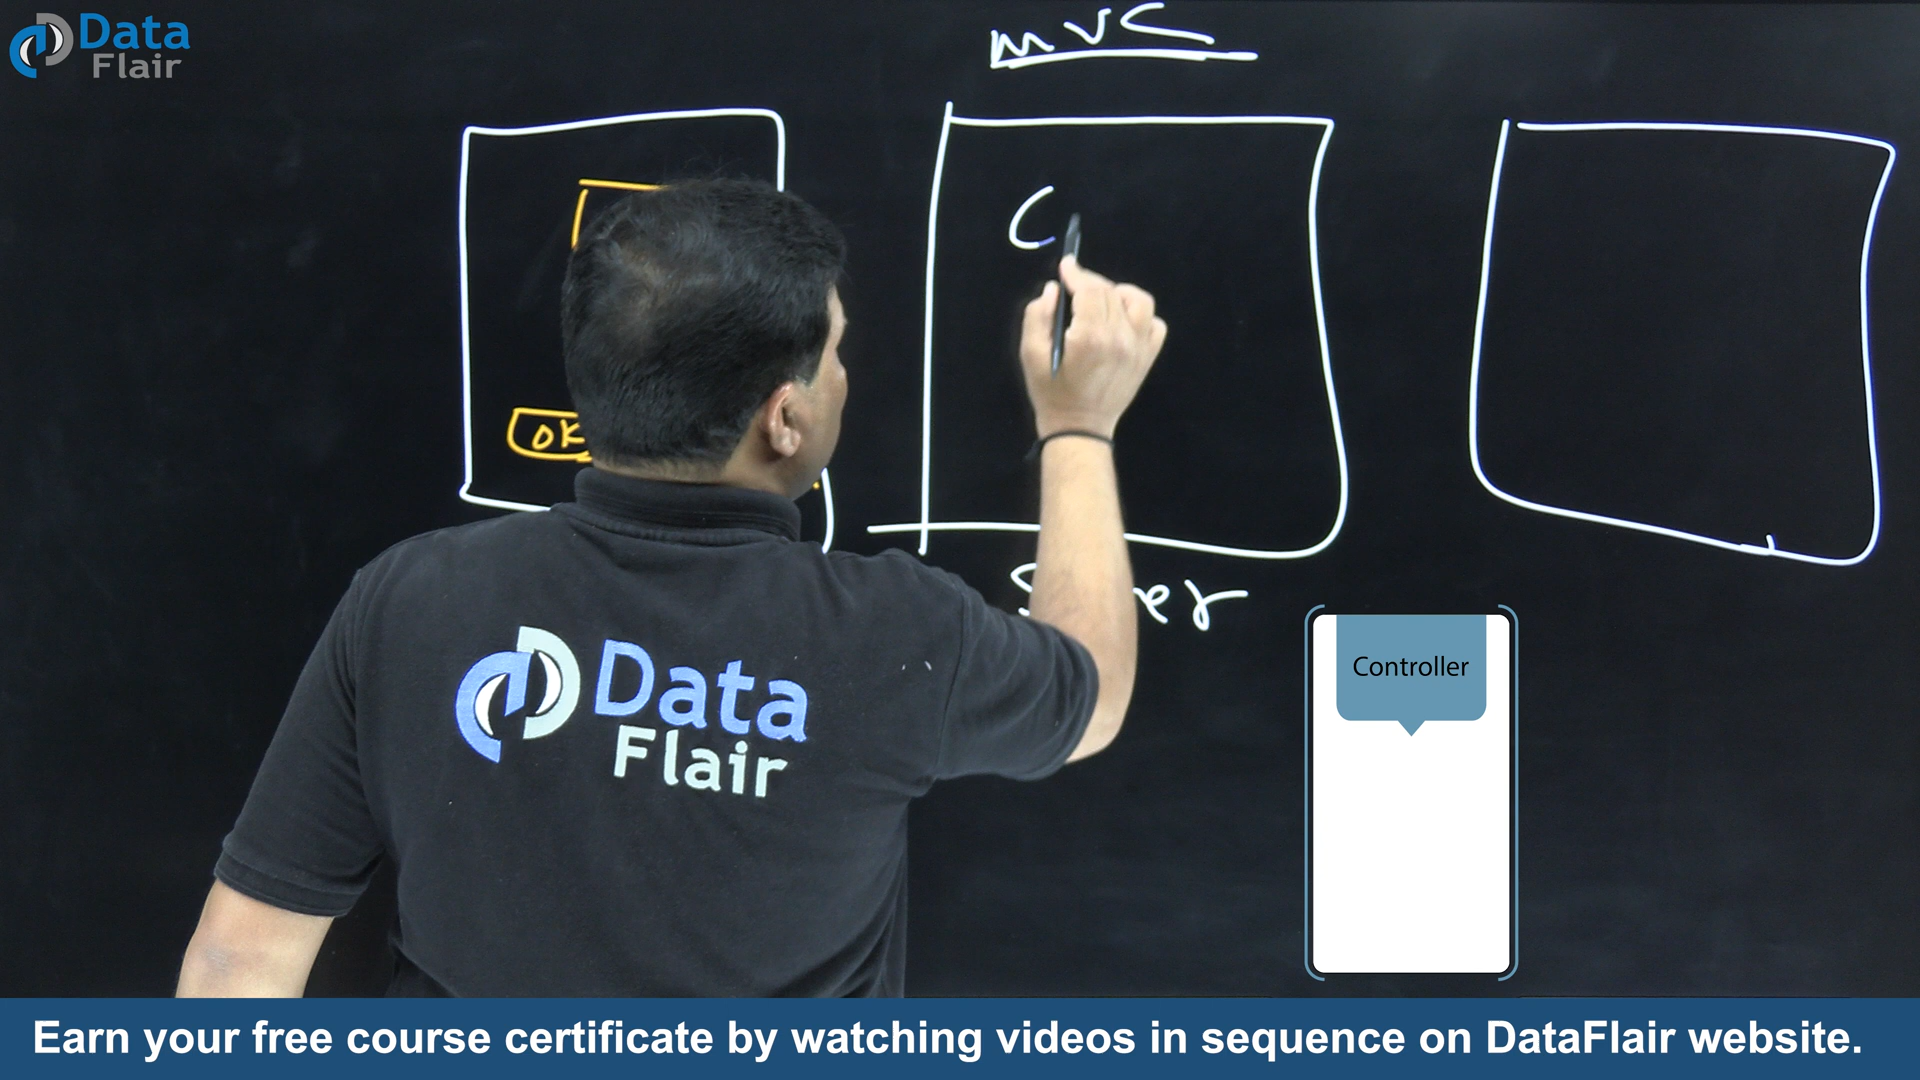 Data
Flair
MVC
C
OK
Data
Flair
Controller
Earn your free course certificate by watching videos in sequence on DataFlair website.